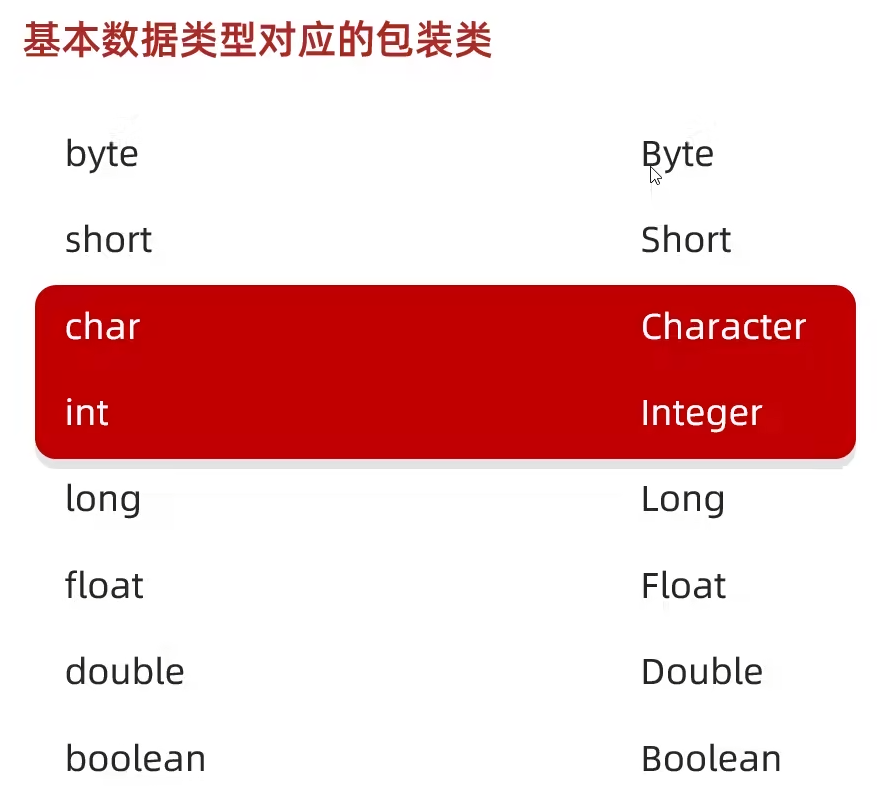 基本数据类型对应的包装类
byte Byte
short Short
char Character
int Integer
long Long
float Float
double Double
boolean Boolean